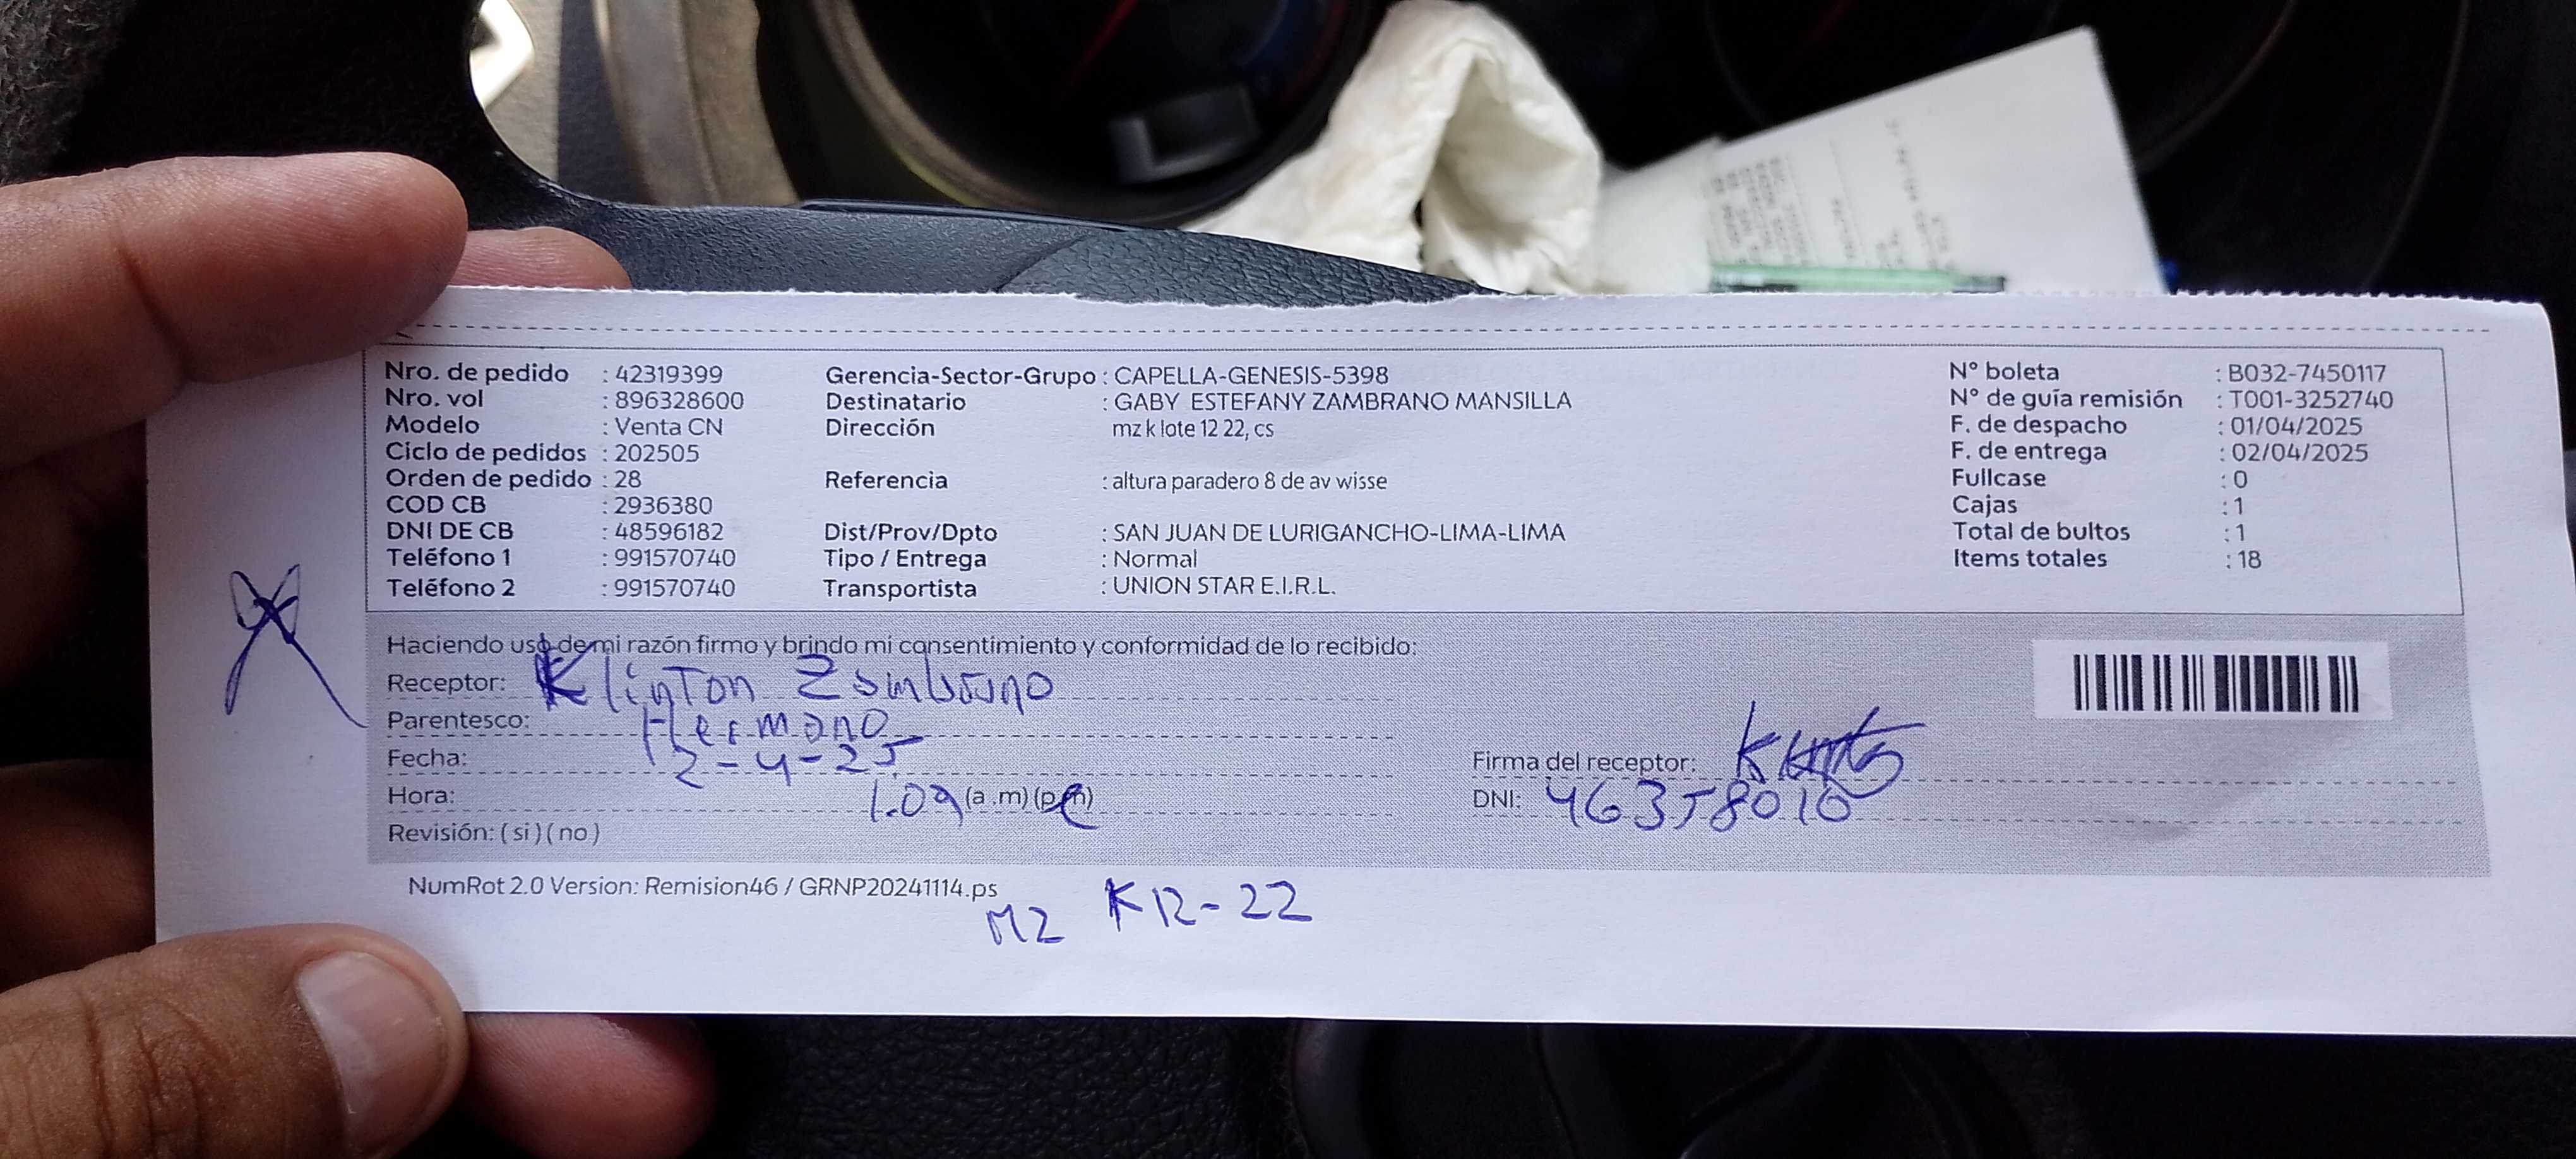 Nro. de pedido : 42319399 Gerencia-Sector-Grupo : CAPELLA-GENESIS-5398 N° boleta : B032-7450117
Nro. vol : 896328600 Destinatario : GABY ESTEFANY ZAMBRANO MANSILLA N° de guía remisión : T001-3252740
Modelo : Venta CN Dirección mz k lote 12 22, cs F. de despacho : 01/04/2025
Ciclo de pedidos : 202505 F. de entrega : 02/04/2025
Orden de pedido : 28 Referencia : altura paradero 8 de av wisse Fullcase : 0
COD CB : 2936380 Cajas : 1
DNI DE CB : 48596182 Dist/Prov/Dpto : SAN JUAN DE LURIGANCHO-LIMA-LIMA Total de bultos : 1
Teléfono 1 : 991570740 Tipo / Entrega : Normal Items totales : 18
Teléfono 2 : 991570740 Transportista : UNION STAR E.I.R.L.
Haciendo uso de mi razón firmo y brindo mi consentimiento y conformidad de lo recibido:
Receptor: Klinton Zambrano
Parentesco: Hermano
Fecha: 2-4-25 Firma del receptor:
Hora: 1.09 (a .m) (p.m) DNI: 46358010
Revisión: ( si ) ( no )
NumRot 2.0 Version: Remision46 / GRNP20241114.ps
MZ K12-22